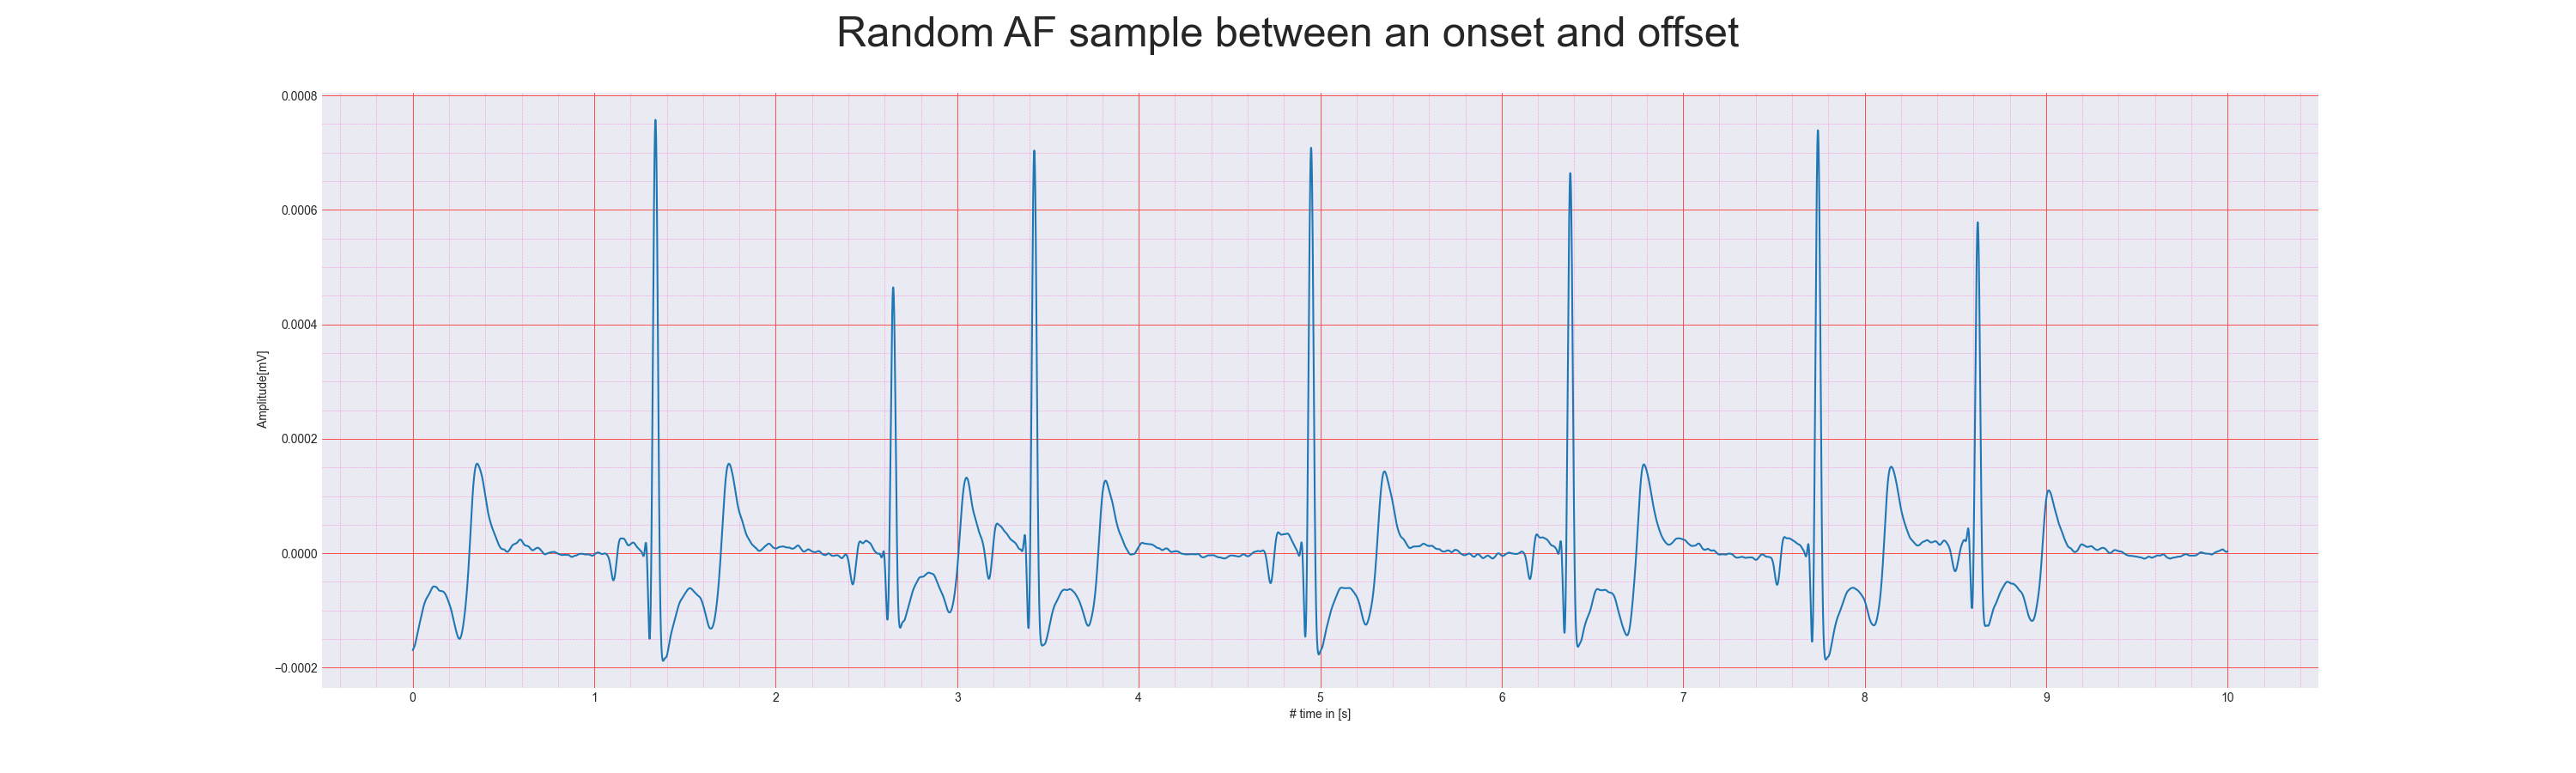 Random AF sample between an onset and offset
0.0008
0.0006
0.0004
0.0002
0.0000
−0.0002
Amplitude[mV]
0 1 2 3 4 5 6 7 8 9 10
# time in [s]